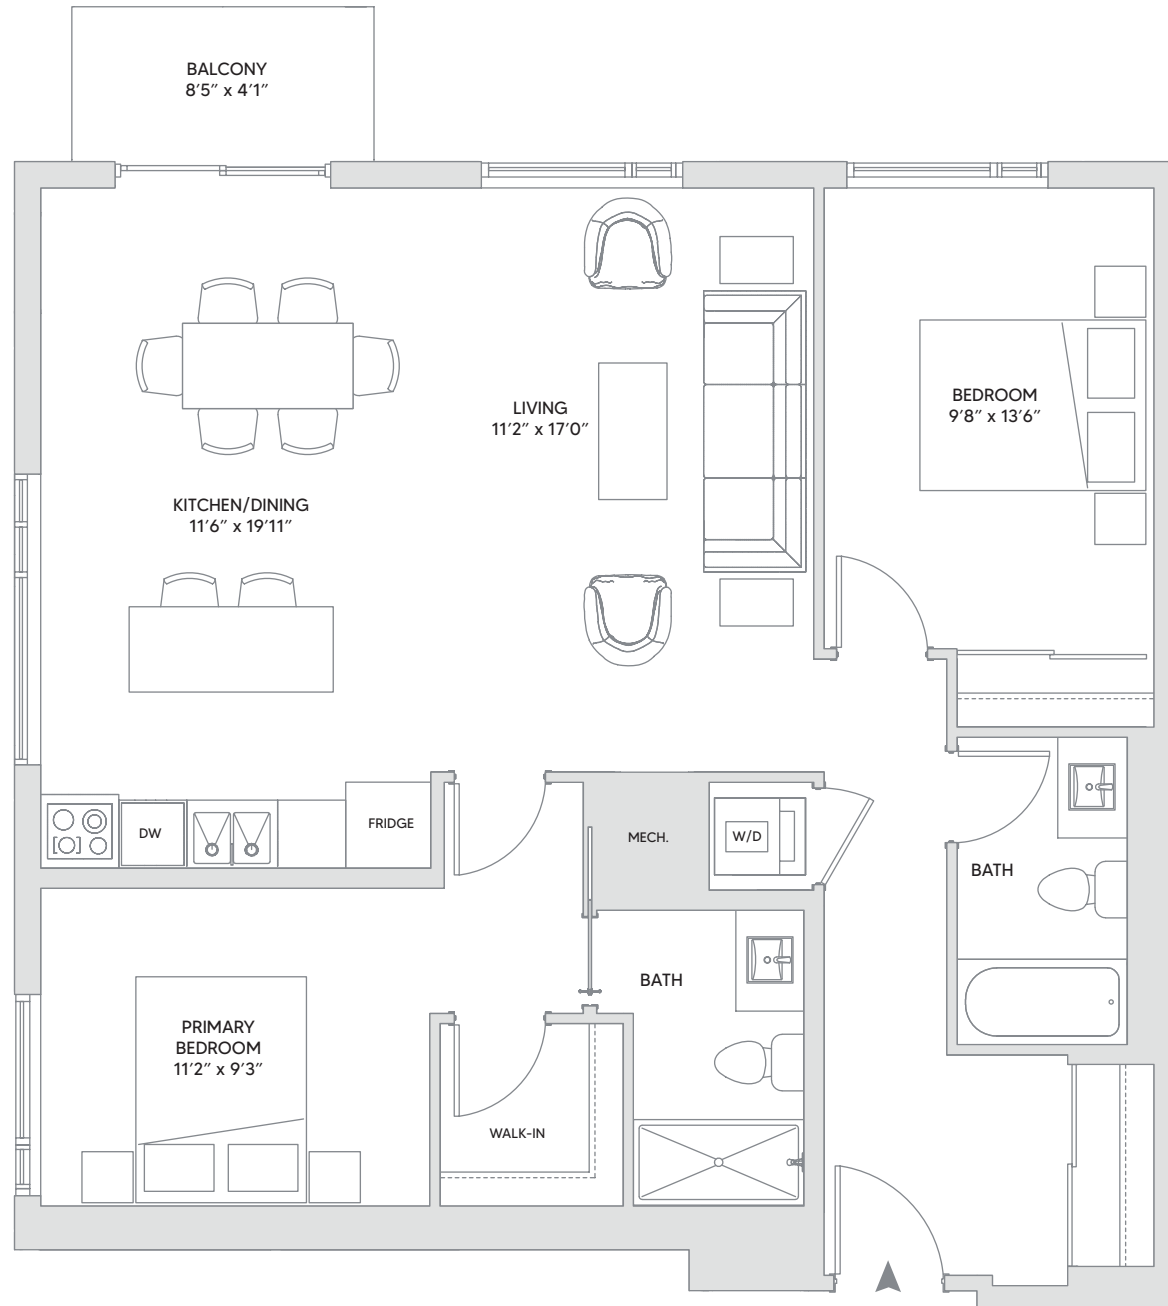 BALCONY
8′5″ x 4′1″
LIVING
11′2″ x 17′0″
BEDROOM
9′8″ x 13′6″
KITCHEN/DINING
11′6″ x 19′11″
DW
FRIDGE
MECH.
W/D
BATH
BATH
PRIMARY
BEDROOM
11′2″ x 9′3″
WALK-IN